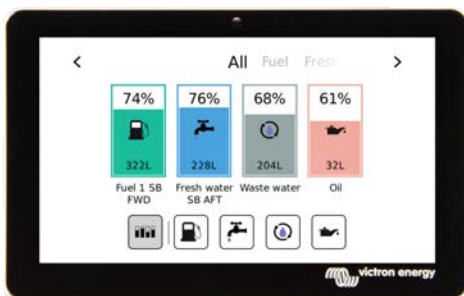 All Fuel Fresh
74% 76% 68% 61%
322L 228L 204L 32L
Fuel 1 SB Fresh water Waste water Oil
FWD SB AFT
victron energy